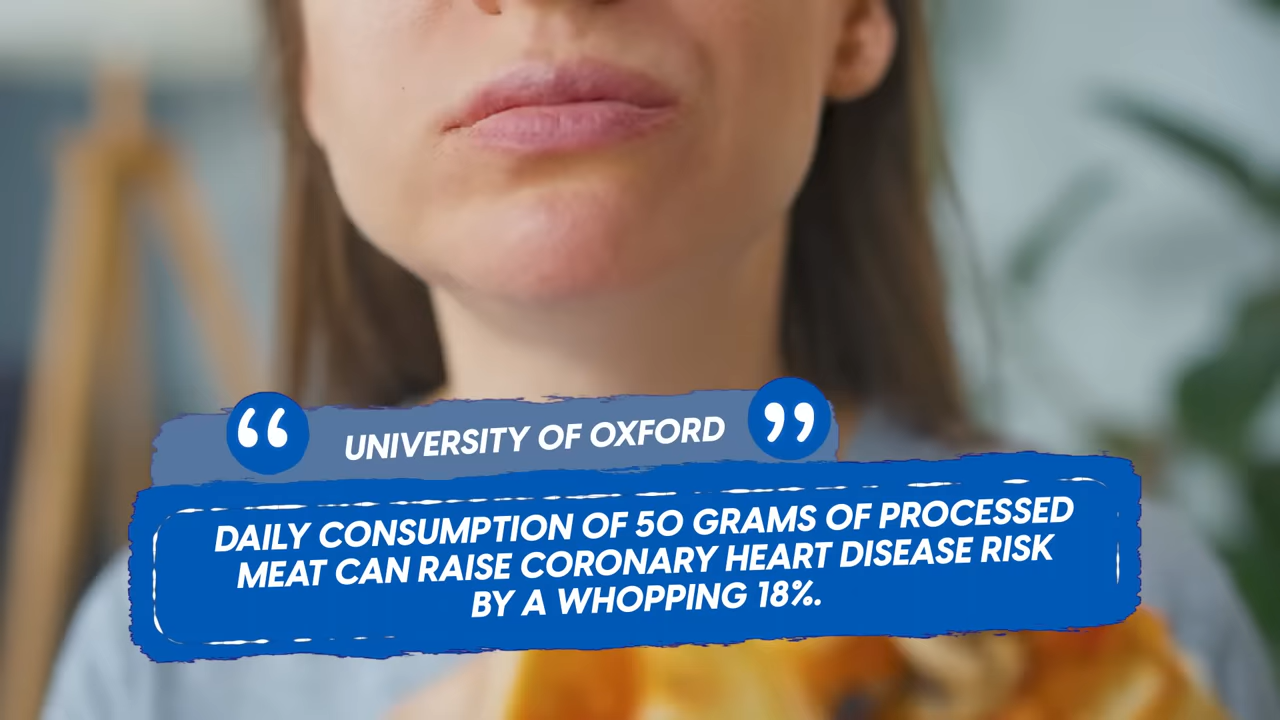 “ UNIVERSITY OF OXFORD ”
DAILY CONSUMPTION OF 50 GRAMS OF PROCESSED
MEAT CAN RAISE CORONARY HEART DISEASE RISK
BY A WHOPPING 18%.